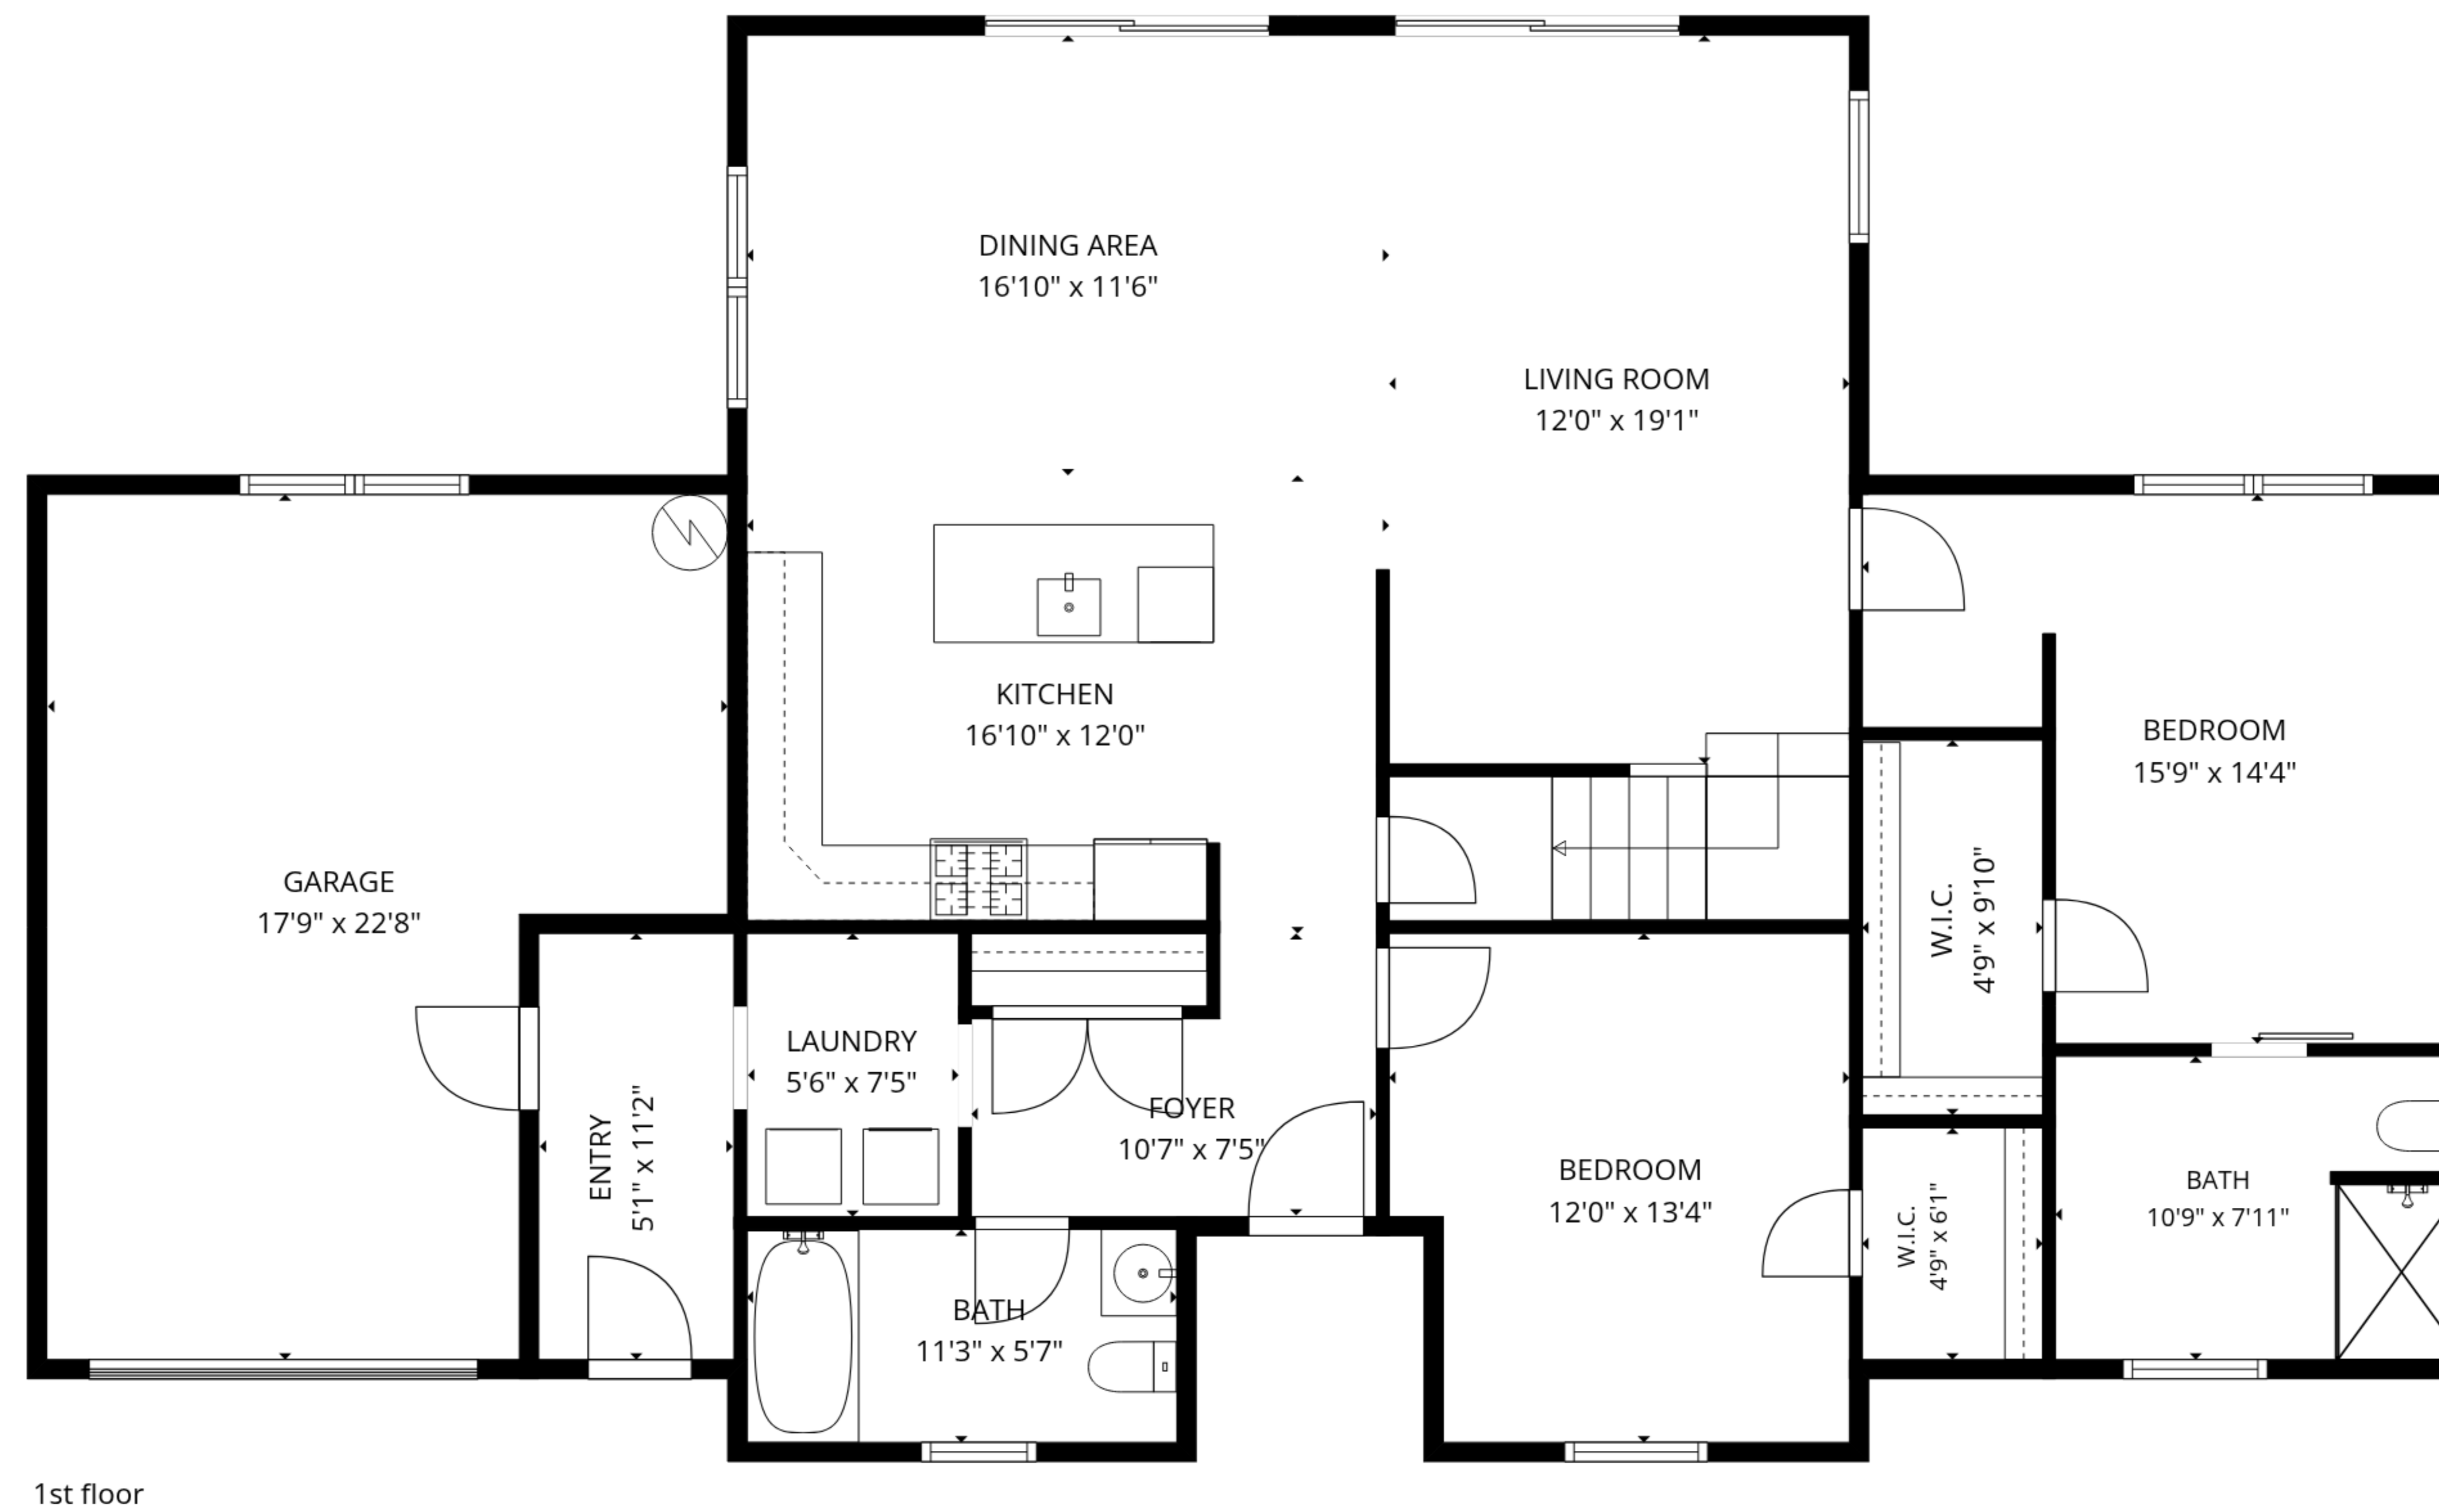 DINING AREA
16'10" x 11'6"
LIVING ROOM
12'0" x 19'1"
KITCHEN
16'10" x 12'0"
BEDROOM
15'9" x 14'4"
GARAGE
17'9" x 22'8"
W.I.C.
4'9" x 9'10"
LAUNDRY
5'6" x 7'5"
ENTRY
5'1" x 11'2"
FOYER
10'7" x 7'5"
BEDROOM
12'0" x 13'4"
W.I.C.
4'9" x 6'1"
BATH
10'9" x 7'11"
BATH
11'3" x 5'7"
1st floor